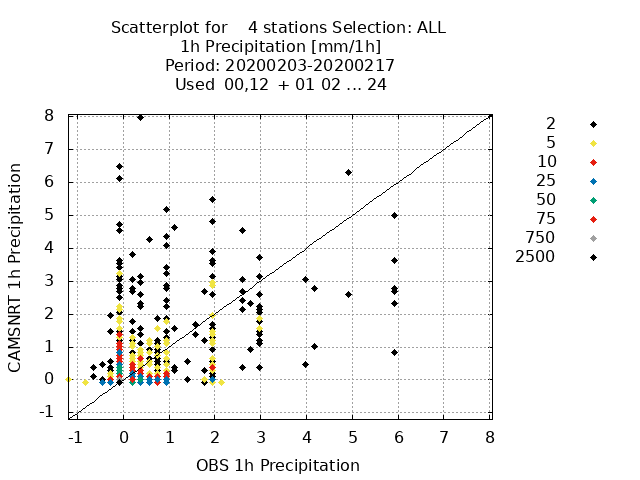 Scatterplot for 4 stations Selection: ALL
1h Precipitation [mm/1h]
Period: 20200203-20200217
Used 00,12 + 01 02 ... 24
CAMSNRT 1h Precipitation
8
7
6
5
4
3
2
1
0
-1
-1 0 1 2 3 4 5 6 7 8
OBS 1h Precipitation
2
5
10
25
50
75
750
2500